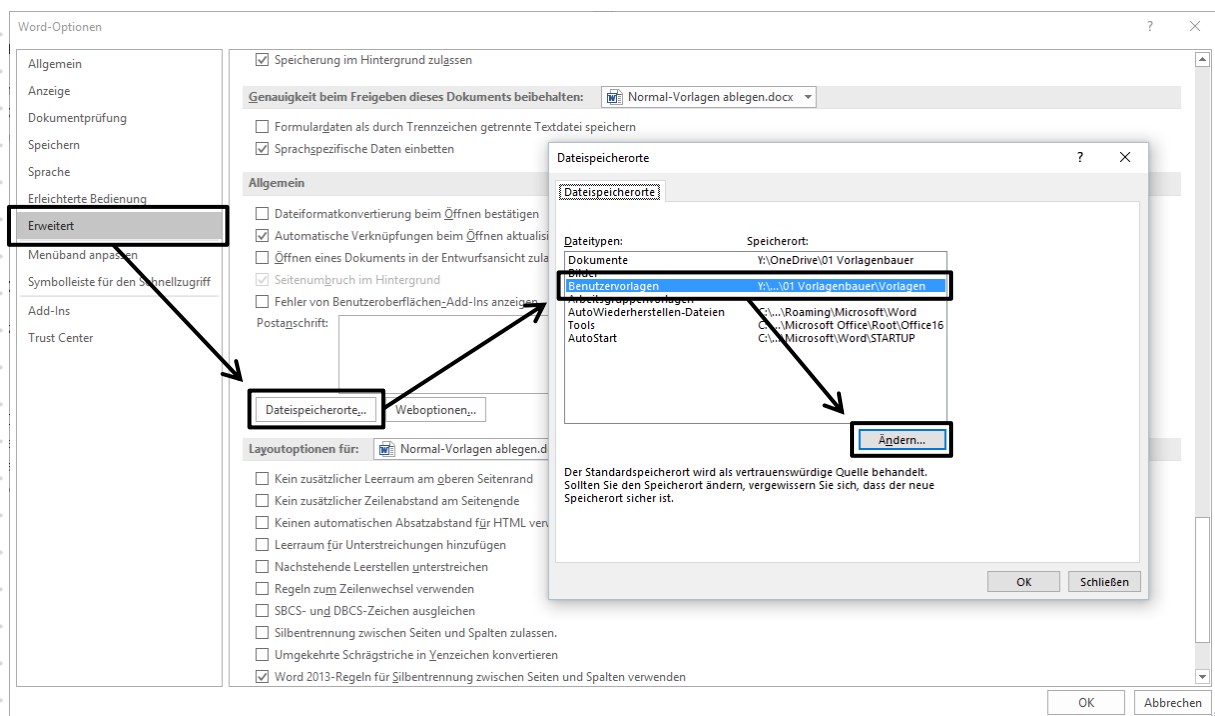 Word-Optionen
?
Allgemein
Anzeige
Dokumentprüfung
Speichern
Sprache
Erleichterte Bedienung
Erweitert
Menüband anpassen
Symbolleiste für den Schnellzugriff
Add-Ins
Trust Center
Speicherung im Hintergrund zulassen
Genauigkeit beim Freigeben dieses Dokuments beibehalten: Normal-Vorlagen ablegen.docx
Formulardaten als durch Trennzeichen getrennte Textdatei speichern
Sprachspezifische Daten einbetten
Allgemein
Dateiformatkonvertierung beim Öffnen bestätigen
Automatische Verknüpfungen beim Öffnen aktualisi
Öffnen eines Dokuments in der Entwurfsansicht zula
Seitenumbruch im Hintergrund
Fehler von Benutzeroberflächen-Add-Ins anzeigen
Postanschrift:
Dateispeicherorte... Weboptionen...
Layoutoptionen für: Normal-Vorlagen ablegen.d
Kein zusätzlicher Leerraum am oberen Seitenrand
Kein zusätzlicher Zeilenabstand am Seitenende
Keinen automatischen Absatzabstand für HTML ver
Leerraum für Unterstreichungen hinzufügen
Nachstehende Leerstellen unterstreichen
Regeln zum Zeilenwechsel verwenden
SBCS- und DBCS-Zeichen ausgleichen
Silbentrennung zwischen Seiten und Spalten zulassen.
Umgekehrte Schrägstriche in Yenzeichen konvertieren
Word 2013-Regeln für Silbentrennung zwischen Seiten und Spalten verwenden
Dateispeicherorte ?
Dateispeicherorte
Dateitypen: Speicherort:
Dokumente Y:\OneDrive\01 Vorlagenbauer
Bilder
Benutzervorlagen Y:\...\01 Vorlagenbauer\Vorlagen
Arbeitsgruppenvorlagen
AutoWiederherstellen-Dateien C:\...\Roaming\Microsoft\Word
Tools C:\...\Microsoft Office\Root\Office16
AutoStart C:\...\Microsoft\Word\STARTUP
Ändern...
Der Standardspeicherort wird als vertrauenswürdige Quelle behandelt.
Sollten Sie den Speicherort ändern, vergewissern Sie sich, dass der neue
Speicherort sicher ist.
OK Schließen
OK Abbrechen